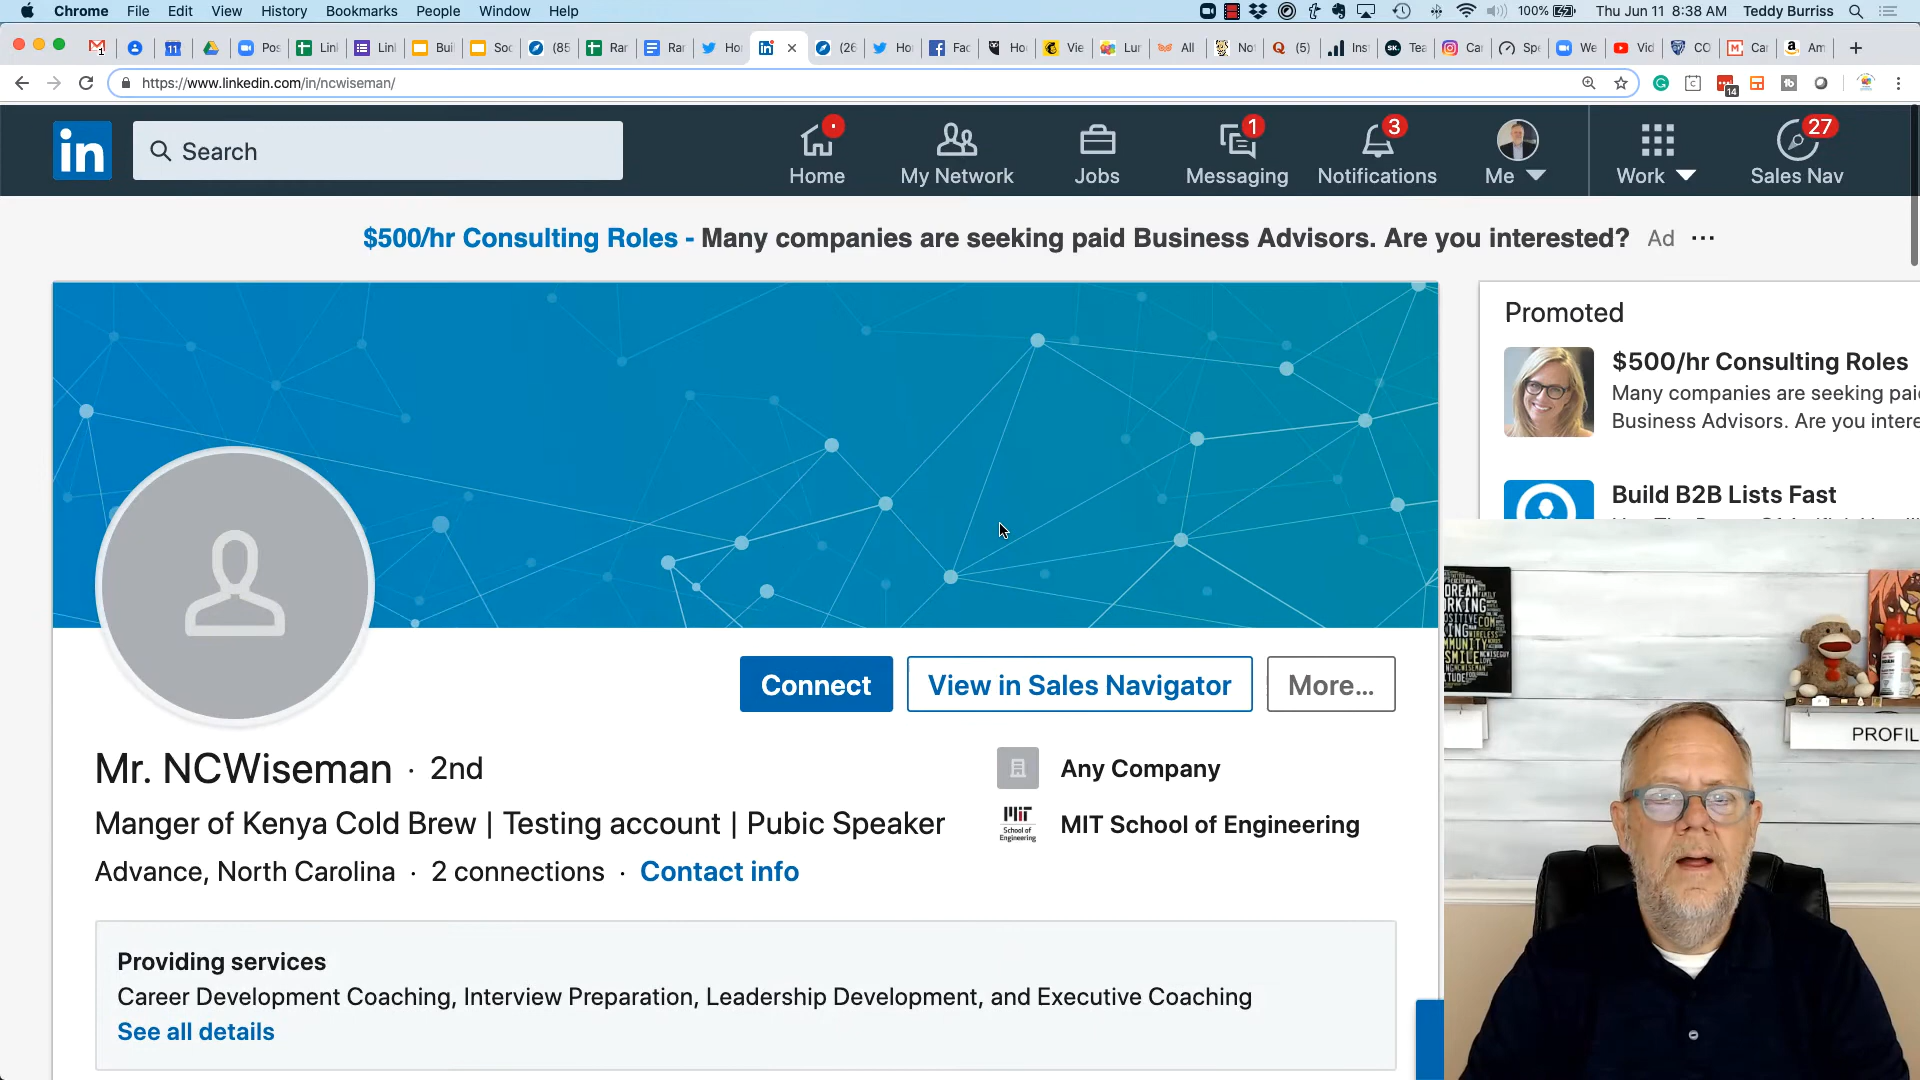 Chrome File Edit View History Bookmarks People Window Help
100% Thu Jun 11 8:38 AM Teddy Burriss
https://www.linkedin.com/in/ncwiseman/
14
in Search
1 3 27
Home My Network Jobs Messaging Notifications Me Work Sales Nav
$500/hr Consulting Roles - Many companies are seeking paid Business Advisors. Are you interested? Ad ...
Promoted
$500/hr Consulting Roles
Many companies are seeking pai
Business Advisors. Are you intere
Build B2B Lists Fast
Connect View in Sales Navigator More...
Mr. NCWiseman · 2nd
Manger of Kenya Cold Brew | Testing account | Pubic Speaker
Advance, North Carolina · 2 connections · Contact info
Any Company
MIT School of Engineering
Providing services
Career Development Coaching, Interview Preparation, Leadership Development, and Executive Coaching
See all details
DREAM
RKING
SMILE
PROFIL